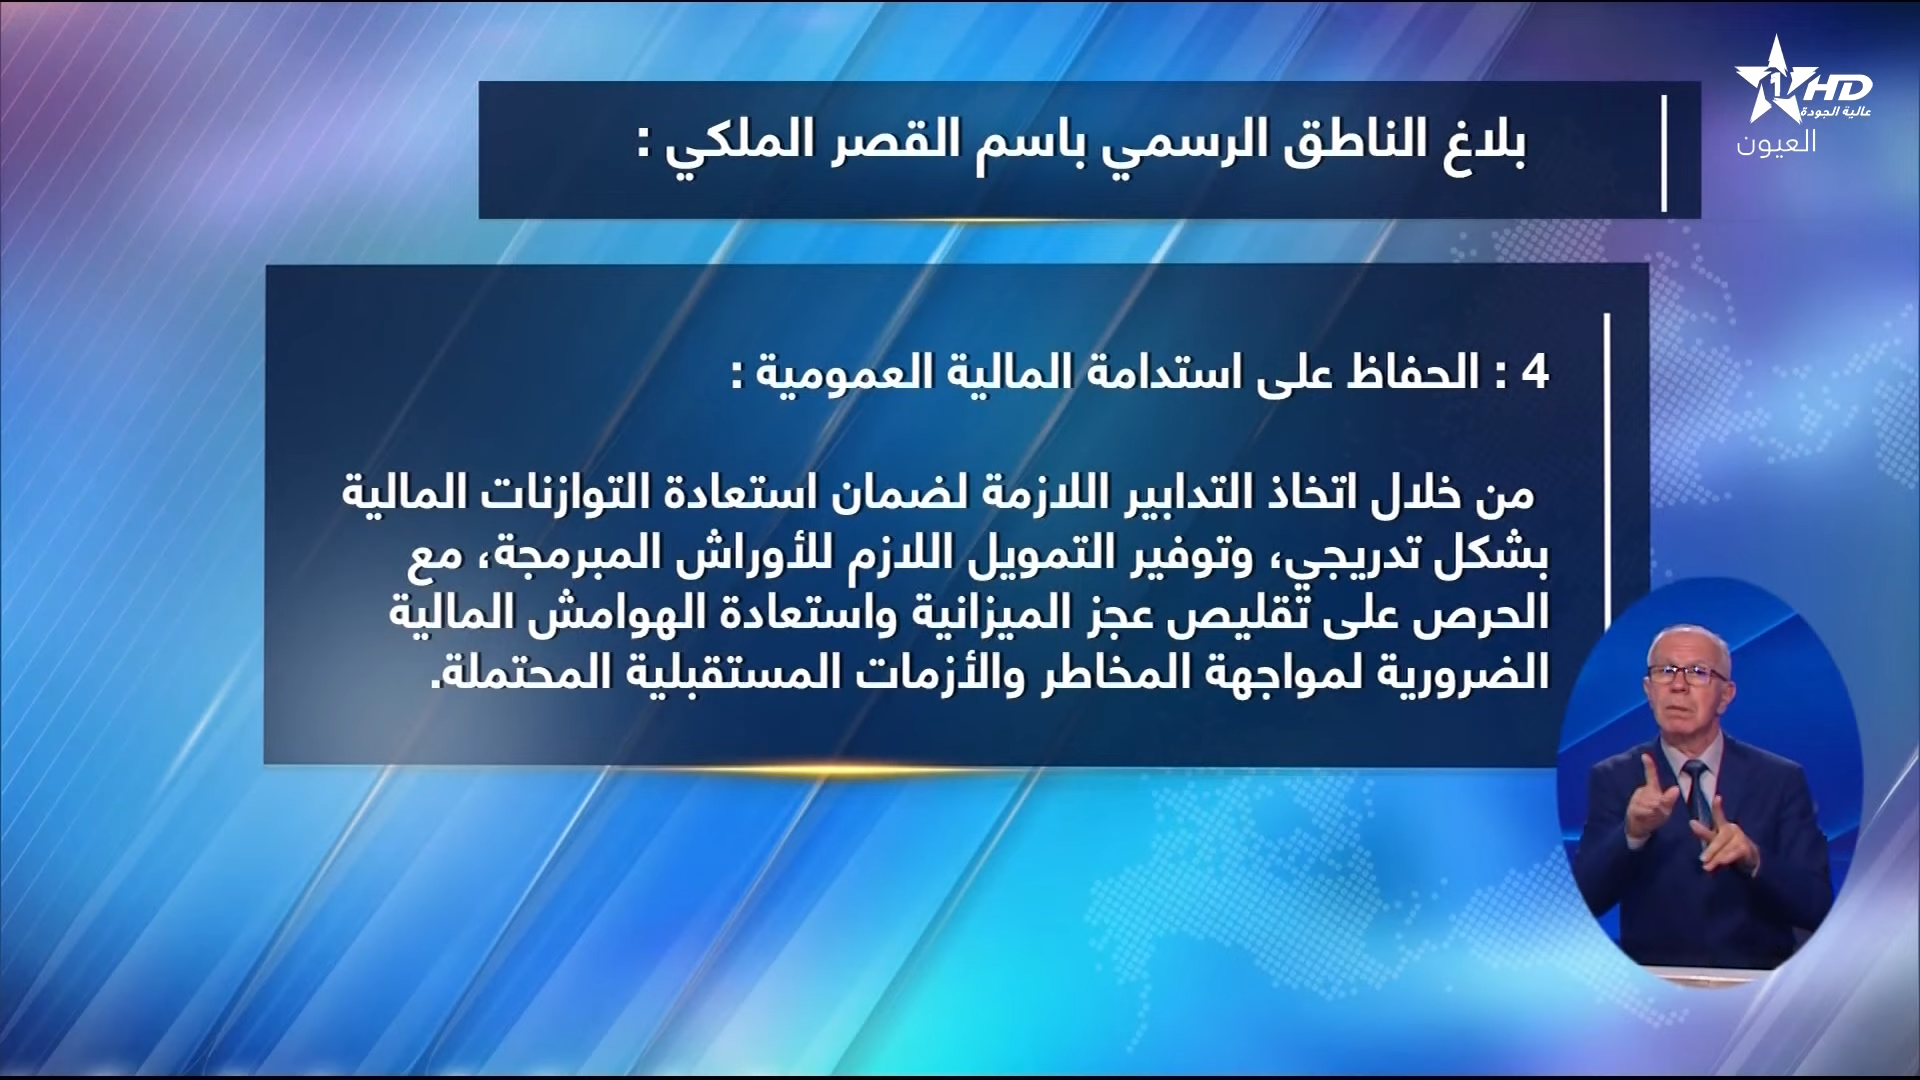 HD
عالية الجودة
العيون
بلاغ الناطق الرسمي باسم القصر الملكي :
4 : الحفاظ على استدامة المالية العمومية :
من خلال اتخاذ التدابير اللازمة لضمان استعادة التوازنات المالية
بشكل تدريجي، وتوفير التمويل اللازم للأوراش المبرمجة، مع
الحرص على تقليص عجز الميزانية واستعادة الهوامش المالية
الضرورية لمواجهة المخاطر والأزمات المستقبلية المحتملة.